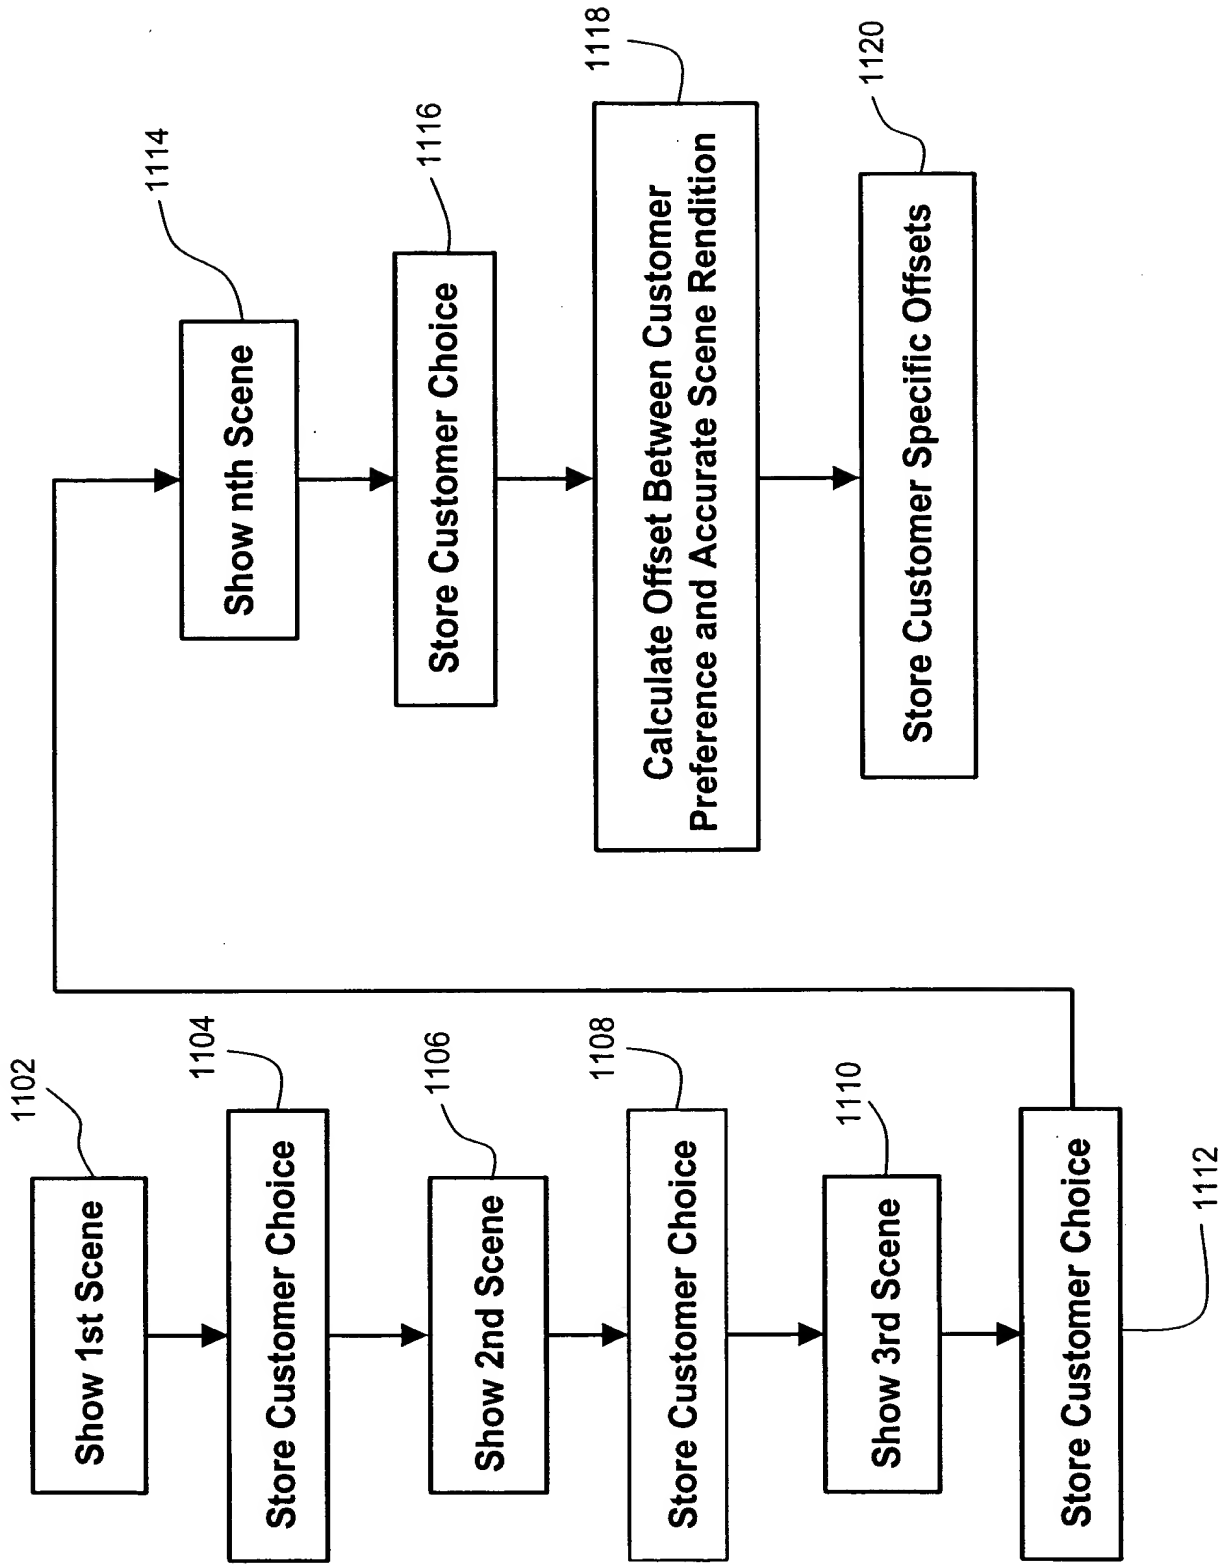 1102
Show 1st Scene
1104
Store Customer Choice
1106
Show 2nd Scene
1108
Store Customer Choice
1110
Show 3rd Scene
Store Customer Choice
1112
1114
Show nth Scene
1116
Store Customer Choice
1118
Calculate Offset Between Customer
Preference and Accurate Scene Rendition
1120
Store Customer Specific Offsets